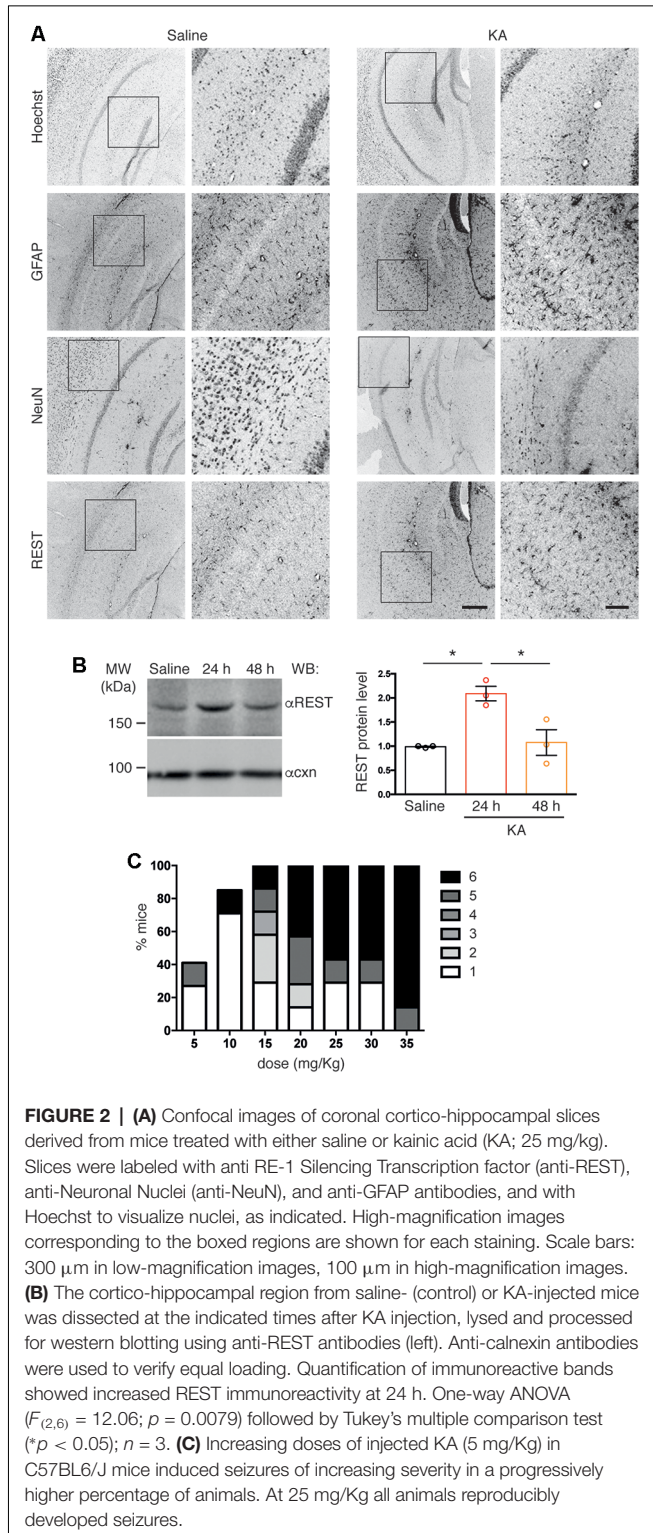 A
Saline
KA
Hoechst
GFAP
NeuN
REST
B
MW
(kDa)
Saline 24 h 48 h WB:
αREST
150
100
αcxn
* *
REST protein level
2.5
2.0
1.5
1.0
0.5
0.0
Saline 24 h 48 h
KA
C
% mice
100
80
60
40
20
0
5 10 15 20 25 30 35
dose (mg/Kg)
6
5
4
3
2
1
FIGURE 2 | (A) Confocal images of coronal cortico-hippocampal slices
derived from mice treated with either saline or kainic acid (KA; 25 mg/kg).
Slices were labeled with anti RE-1 Silencing Transcription factor (anti-REST),
anti-Neuronal Nuclei (anti-NeuN), and anti-GFAP antibodies, and with
Hoechst to visualize nuclei, as indicated. High-magnification images
corresponding to the boxed regions are shown for each staining. Scale bars:
300 μm in low-magnification images, 100 μm in high-magnification images.
(B) The cortico-hippocampal region from saline- (control) or KA-injected mice
was dissected at the indicated times after KA injection, lysed and processed
for western blotting using anti-REST antibodies (left). Anti-calnexin antibodies
were used to verify equal loading. Quantification of immunoreactive bands
showed increased REST immunoreactivity at 24 h. One-way ANOVA
(F(2,6) = 12.06; p = 0.0079) followed by Tukey's multiple comparison test
(*p < 0.05); n = 3. (C) Increasing doses of injected KA (5 mg/Kg) in
C57BL6/J mice induced seizures of increasing severity in a progressively
higher percentage of animals. At 25 mg/Kg all animals reproducibly
developed seizures.